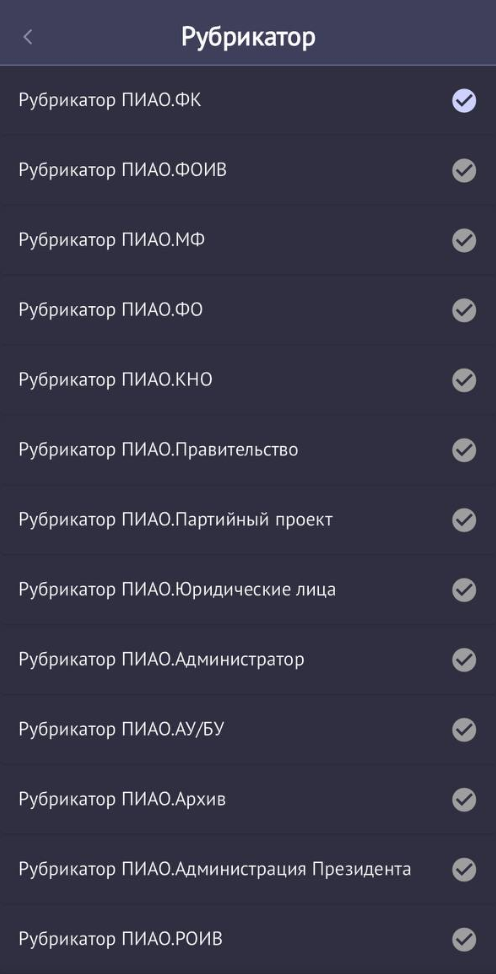 Рубрикатор
Рубрикатор ПИАО.ФК
Рубрикатор ПИАО.ФОИВ
Рубрикатор ПИАО.МФ
Рубрикатор ПИАО.ФО
Рубрикатор ПИАО.КНО
Рубрикатор ПИАО.Правительство
Рубрикатор ПИАО.Партийный проект
Рубрикатор ПИАО.Юридические лица
Рубрикатор ПИАО.Администратор
Рубрикатор ПИАО.АУ/БУ
Рубрикатор ПИАО.Архив
Рубрикатор ПИАО.Администрация Президента
Рубрикатор ПИАО.РОИВ